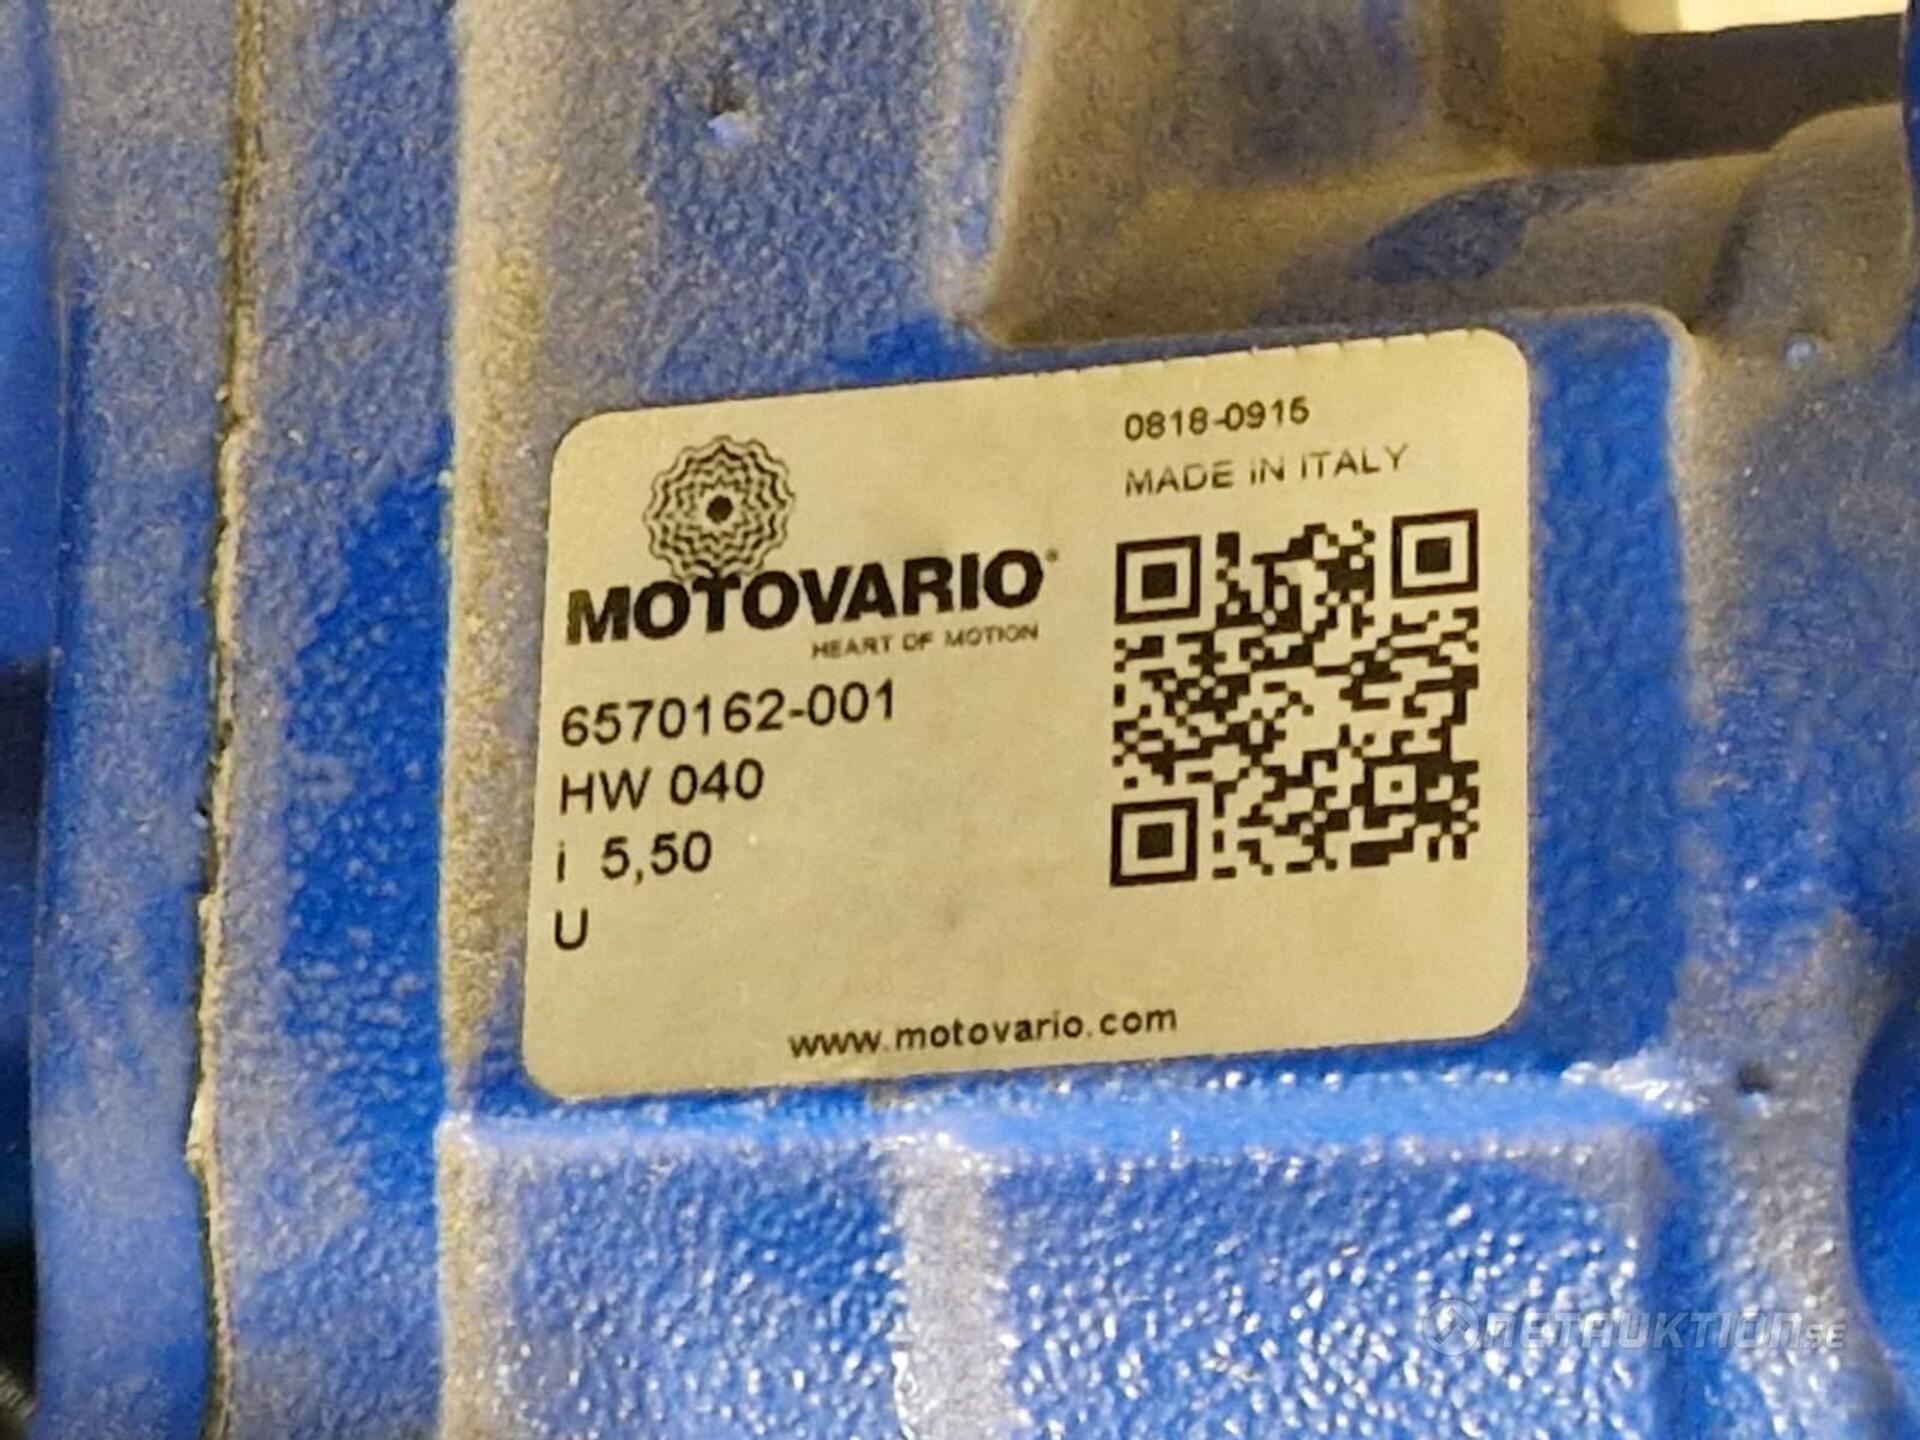 0818-0915
MADE IN ITALY
MOTOVARIO®
HEART OF MOTION
6570162-001
HW 040
i 5,50
U
www.motovario.com
NETAUKTION.SE